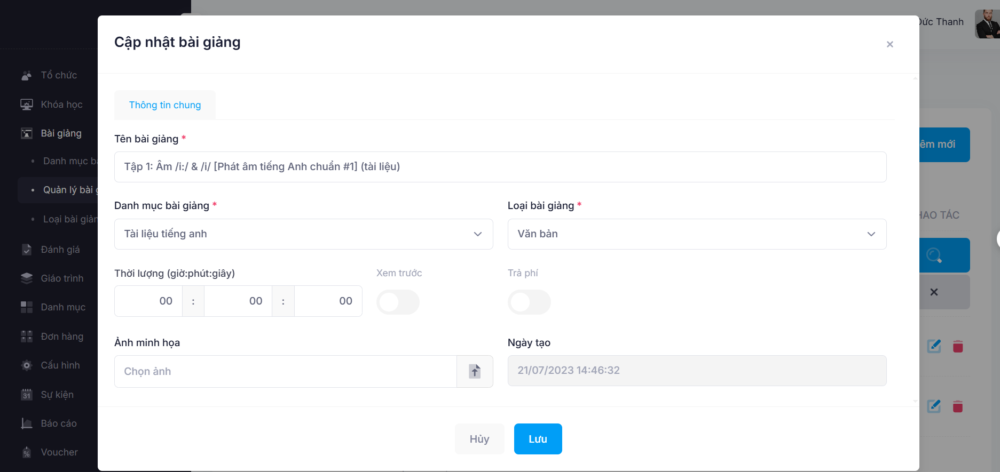 Đức Thanh
Cập nhật bài giảng
Tổ chức
Khóa học
Bài giảng
Danh mục bà
Quản lý bài g
Loại bài giản
Đánh giá
Giáo trình
Danh mục
Đơn hàng
Cấu hình
31 Sự kiện
Báo cáo
% Voucher
Thông tin chung
Tên bài giảng *
Tập 1: Âm /i:/ & /i/ [Phát âm tiếng Anh chuẩn #1] (tài liệu)
Danh mục bài giảng * Loại bài giảng *
Tài liệu tiếng anh Văn bản
Thời lượng (giờ:phút:giây) Xem trước Trả phí
00 : 00 : 00
Ảnh minh họa Ngày tạo
Chọn ảnh 21/07/2023 14:46:32
Hủy Lưu
êm mới
HAO TÁC